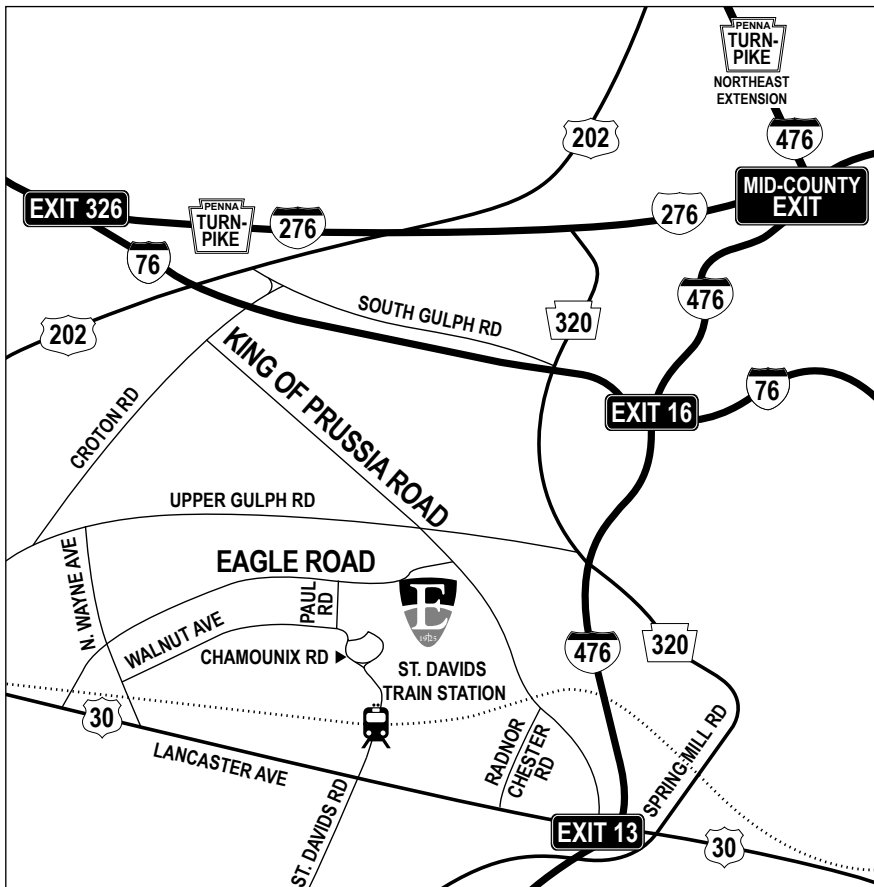 PENNA
TURN-
PIKE
NORTHEAST
EXTENSION
202
476
MID-COUNTY
EXIT
EXIT 326
PENNA
TURN-
PIKE
276
276
76
476
SOUTH GULPH RD
320
202
KING OF PRUSSIA ROAD
76
EXIT 16
CROTON RD
UPPER GULPH RD
EAGLE ROAD
N. WAYNE AVE
PAUL
RD
E
1925
WALNUT AVE
CHAMOUNIX RD
476
320
ST. DAVIDS
TRAIN STATION
30
LANCASTER AVE
RADNOR
CHESTER RD
SPRING MILL RD
ST. DAVIDS RD
EXIT 13
30